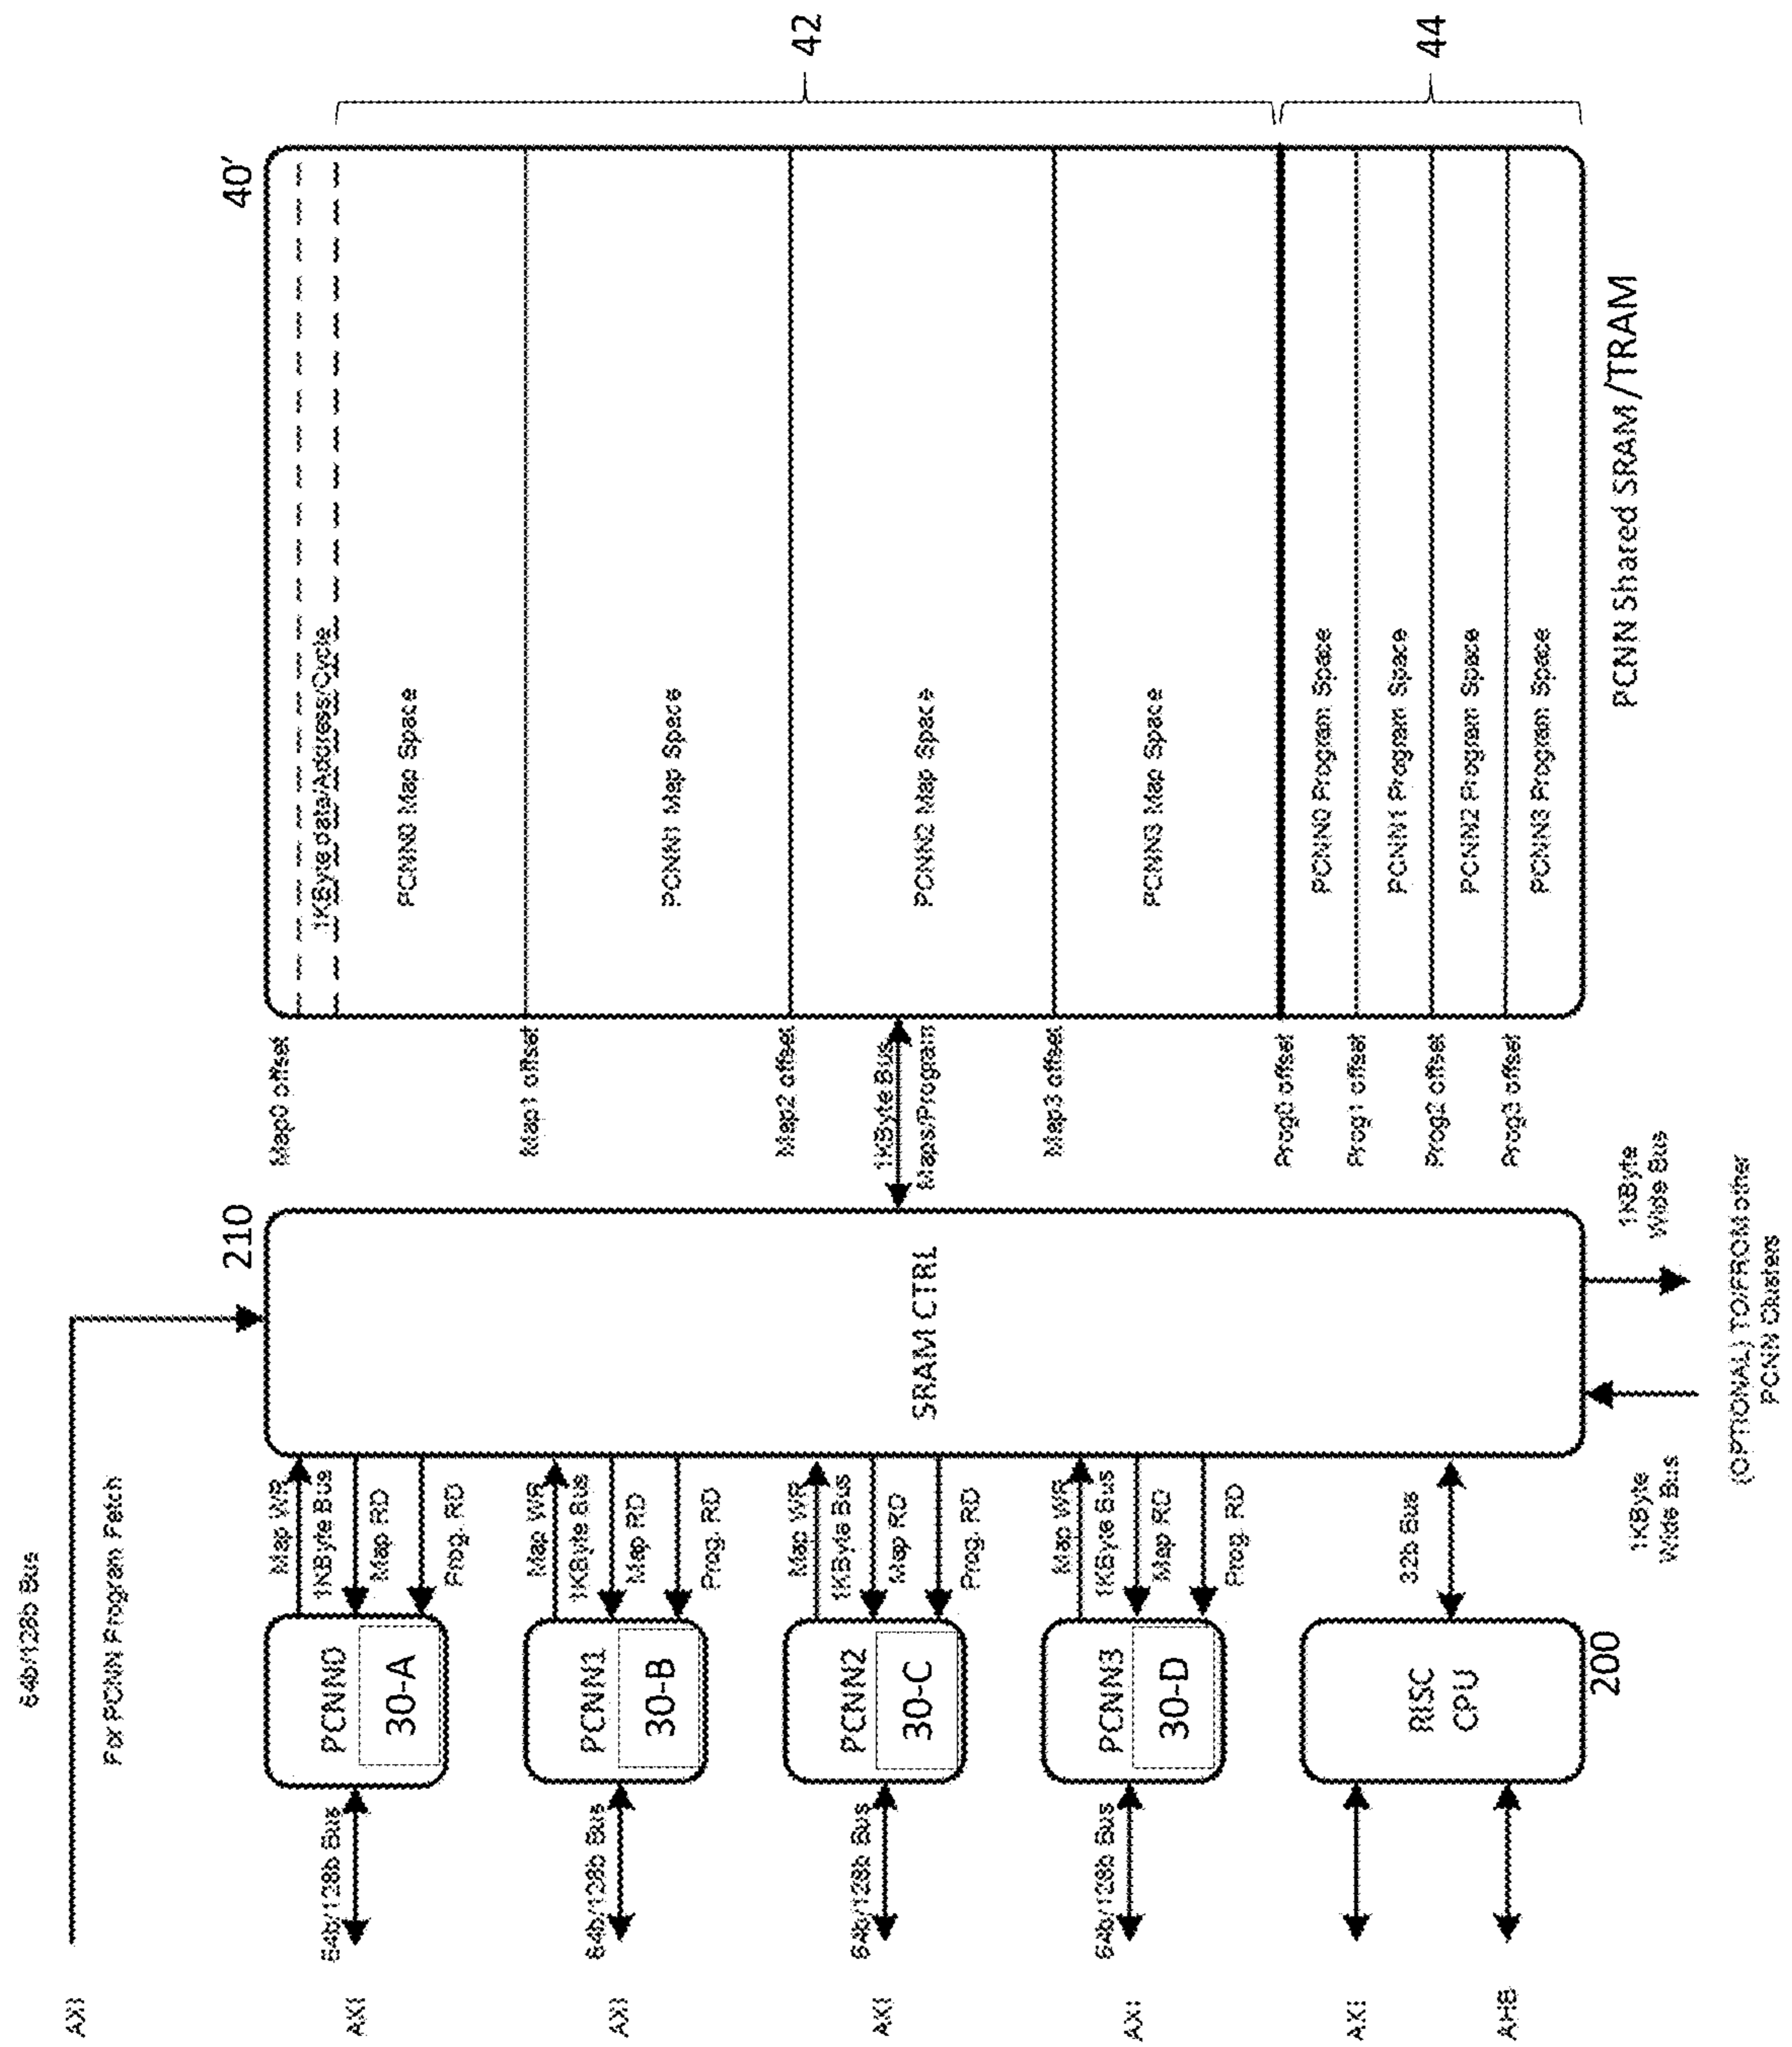 AXI
64b/128b Bus
For PCNN Program Fetch
AXI
64b/128b Bus
PCNN0
30-A
Map WR
1KByte Bus
Map RD
Prog. RD
AXI
64b/128b Bus
PCNN1
30-B
Map WR
1KByte Bus
Map RD
Prog. RD
AXI
64b/128b Bus
PCNN2
30-C
Map WR
1KByte Bus
Map RD
Prog. RD
AXI
64b/128b Bus
PCNN3
30-D
Map WR
1KByte Bus
Map RD
Prog. RD
AXI
AHB
RISC
CPU
200
32b Bus
210
SRAM CTRL
1KByte
Wide Bus
1KByte
Wide Bus
(OPTIONAL) TO/FROM other
PCNN Clusters
1KByte Bus
Maps/Program
Map0 offset
Map1 offset
Map2 offset
Map3 offset
Prog0 offset
Prog1 offset
Prog2 offset
Prog3 offset
40'
1KByte date/Address/Cycle
PCNN0 Map Space
PCNN1 Map Space
PCNN2 Map Space
PCNN3 Map Space
PCNN0 Program Space
PCNN1 Program Space
PCNN2 Program Space
PCNN3 Program Space
PCNN Shared SRAM /TRAM
42
44